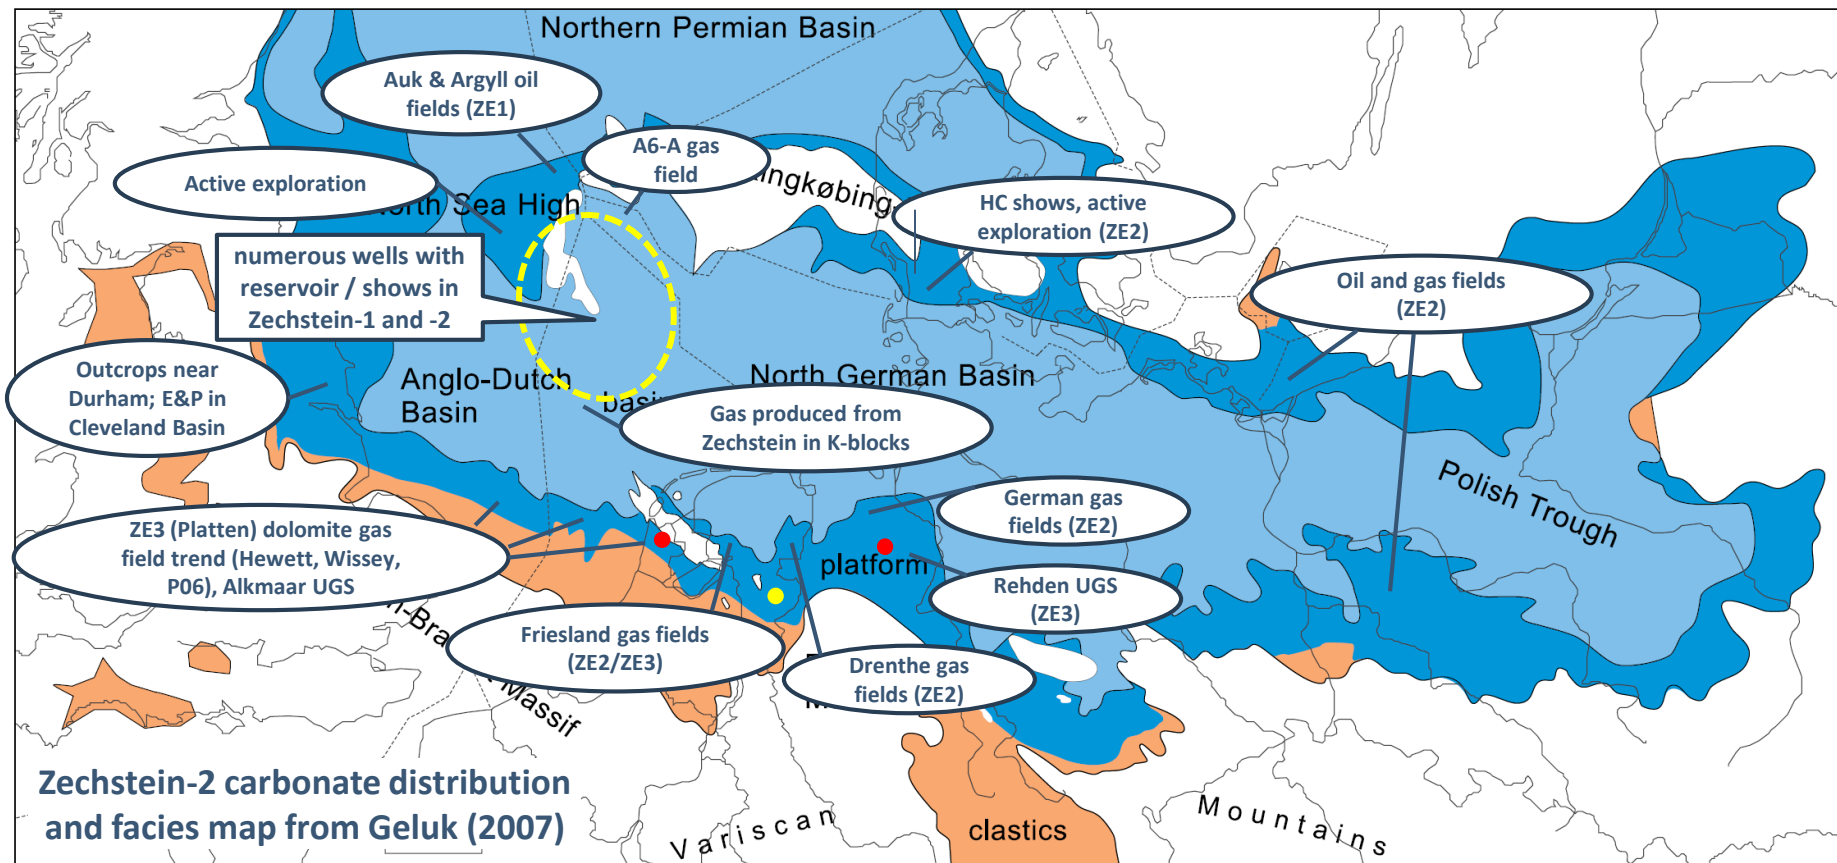 Northern Permian Basin
Auk & Argyll oil
fields (ZE1)
A6-A gas
field
Active exploration
North Sea High
ingkøbing-
HC shows, active
exploration (ZE2)
numerous wells with
reservoir / shows in
Zechstein-1 and -2
Oil and gas fields
(ZE2)
Outcrops near
Durham; E&P in
Cleveland Basin
Anglo-Dutch
Basin
basin
North German Basin
Gas produced from
Zechstein in K-blocks
Polish Trough
German gas
fields (ZE2)
ZE3 (Platten) dolomite gas
field trend (Hewett, Wissey,
P06), Alkmaar UGS
platform
Rehden UGS
(ZE3)
Friesland gas fields
(ZE2/ZE3)
Drenthe gas
fields (ZE2)
n-Bra
Massif
Zechstein-2 carbonate distribution
and facies map from Geluk (2007)
Variscan
clastics
Mountains